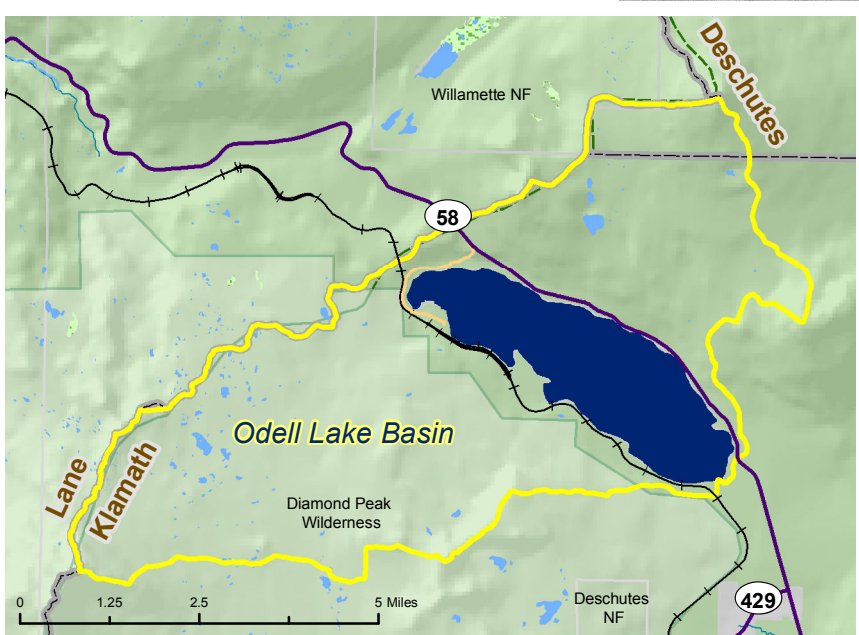 Deschutes
Willamette NF
58
Odell Lake Basin
Lane
Klamath
Diamond Peak
Wilderness
0 1.25 2.5 5 Miles
Deschutes
NF
429